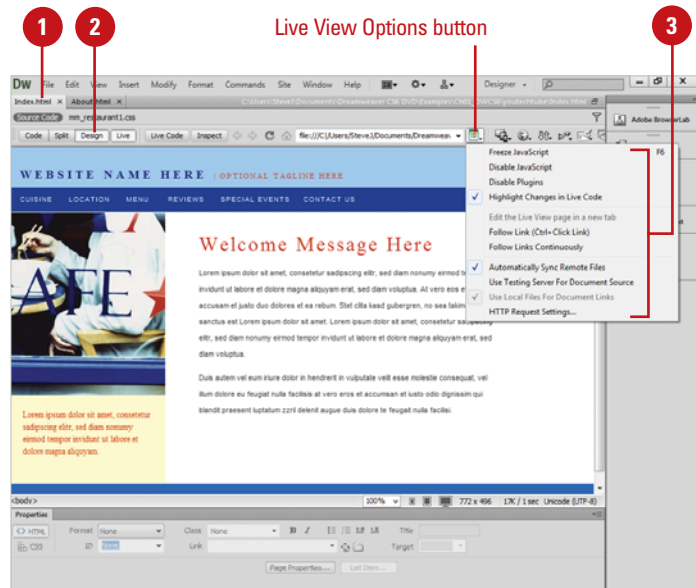 1
2
Live View Options button
3
Dw File Edit View Insert Modify Format Commands Site Window Help Designer
Index.html × About.html ×
Source Code mm_restaurant1.css
Code Split Design Live Live Code Inspect file:///C|/Users/SteveJ/Documents/Dreamweav
Adobe BrowserLab
WEBSITE NAME HERE | OPTIONAL TAGLINE HERE
CUISINE LOCATION MENU REVIEWS SPECIAL EVENTS CONTACT US
Freeze JavaScript F6
Disable JavaScript
Disable Plugins
Highlight Changes in Live Code
Edit the Live View page in a new tab
Follow Link (Ctrl+Click Link)
Follow Links Continuously
Automatically Sync Remote Files
Use Testing Server For Document Source
Use Local Files For Document Links
HTTP Request Settings...
AFE
Welcome Message Here
Lorem ipsum dolor sit amet, consetetur sadipscing elitr, sed diam nonumy eirmod
invidunt ut labore et dolore magna aliquyam erat, sed diam voluptua. At vero eos
accusam et justo duo dolores et ea rebum. Stet clita kasd gubergren, no sea
sanctus est Lorem ipsum dolor sit amet. Lorem ipsum dolor sit amet, consetetur sadipscing
elitr, sed diam nonumy eirmod tempor invidunt ut labore et dolore magna aliquyam erat, sed
diam voluptua.
Duis autem vel eum iriure dolor in hendrerit in vulputate velit esse molestie consequat, vel
illum dolore eu feugiat nulla facilisis at vero eros et accumsan et iusto odio dignissim qui
blandit praesent luptatum zzril delenit augue duis dolore te feugait nulla facilisi.
Lorem ipsum dolor sit amet, consetetur
sadipscing elitr, sed diam nonumy
eirmod tempor invidunt ut labore et
dolore magna aliquyam.
<body> 100% 772 x 496 17K / 1 sec Unicode (UTF-8)
Properties
<> HTML Format None Class None B I Title
CSS ID None Link Target
Page Properties... List Item...